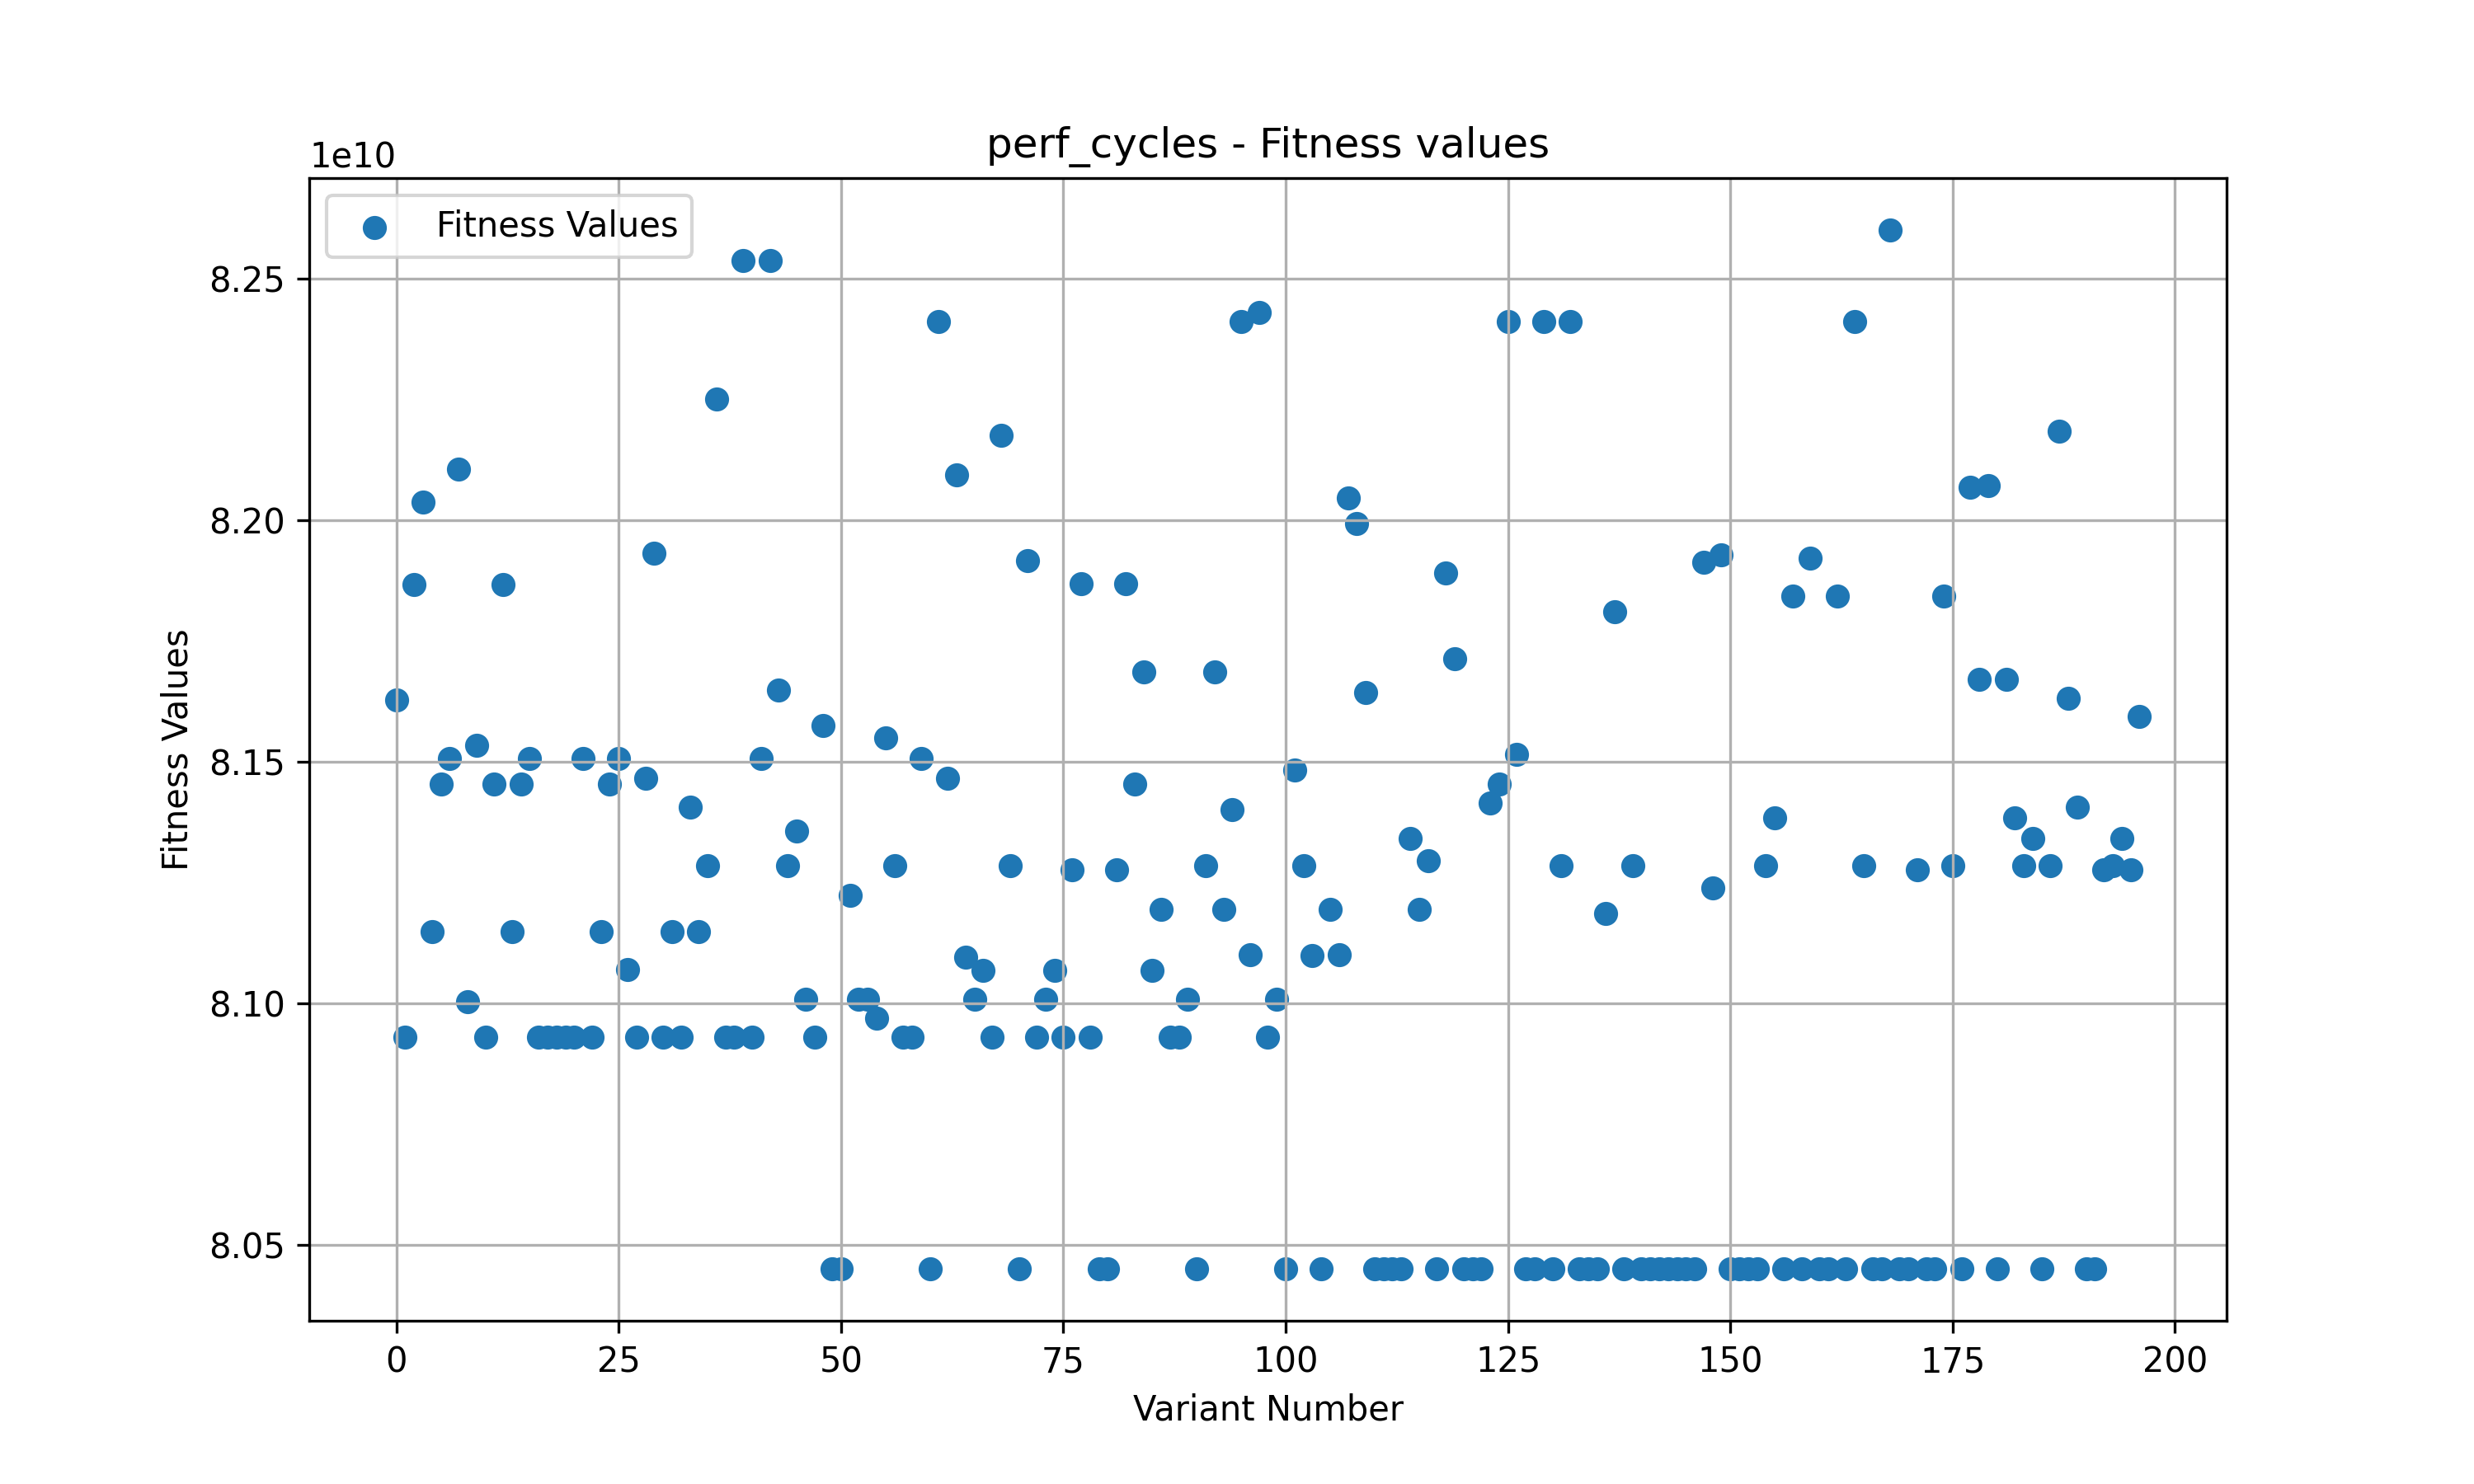 perf_cycles - Fitness values
1e10
Fitness Values
8.25
8.20
8.15
8.10
8.05
Fitness Values
0 25 50 75 100 125 150 175 200
Variant Number